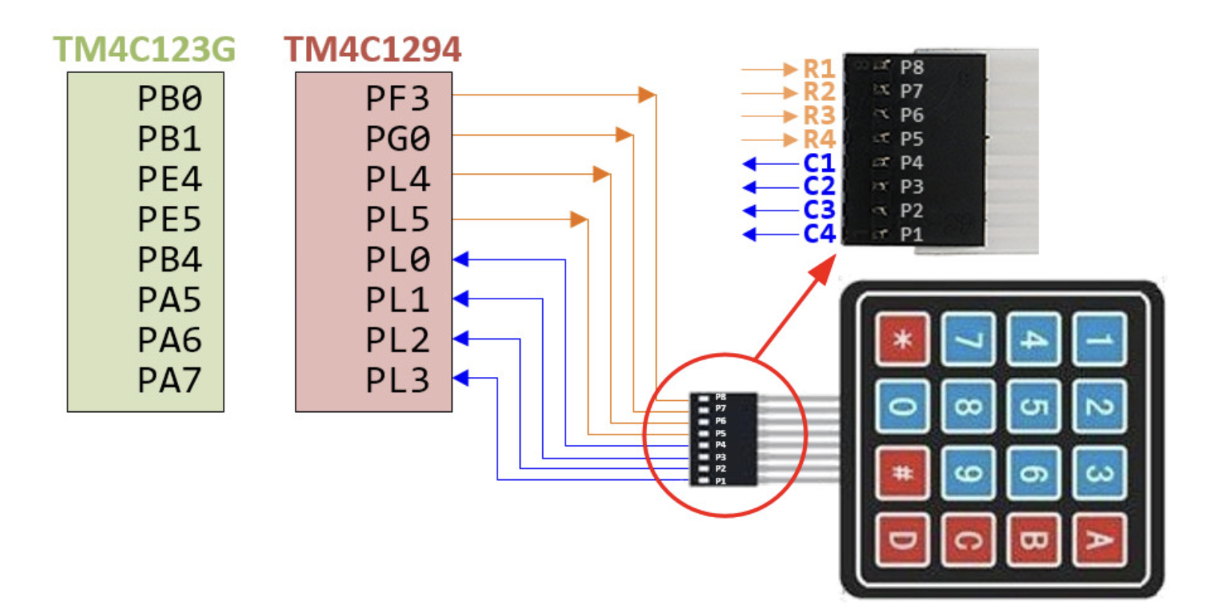 TM4C123G
PB0
PB1
PE4
PE5
PB4
PA5
PA6
PA7
TM4C1294
PF3
PG0
PL4
PL5
PL0
PL1
PL2
PL3
R1 P8
R2 P7
R3 P6
R4 P5
C1 P4
C2 P3
C3 P2
C4 P1
P8
P7
P6
P5
P4
P3
P2
P1
* 7 4 1
0 8 5 2
# 9 6 3
D C B A